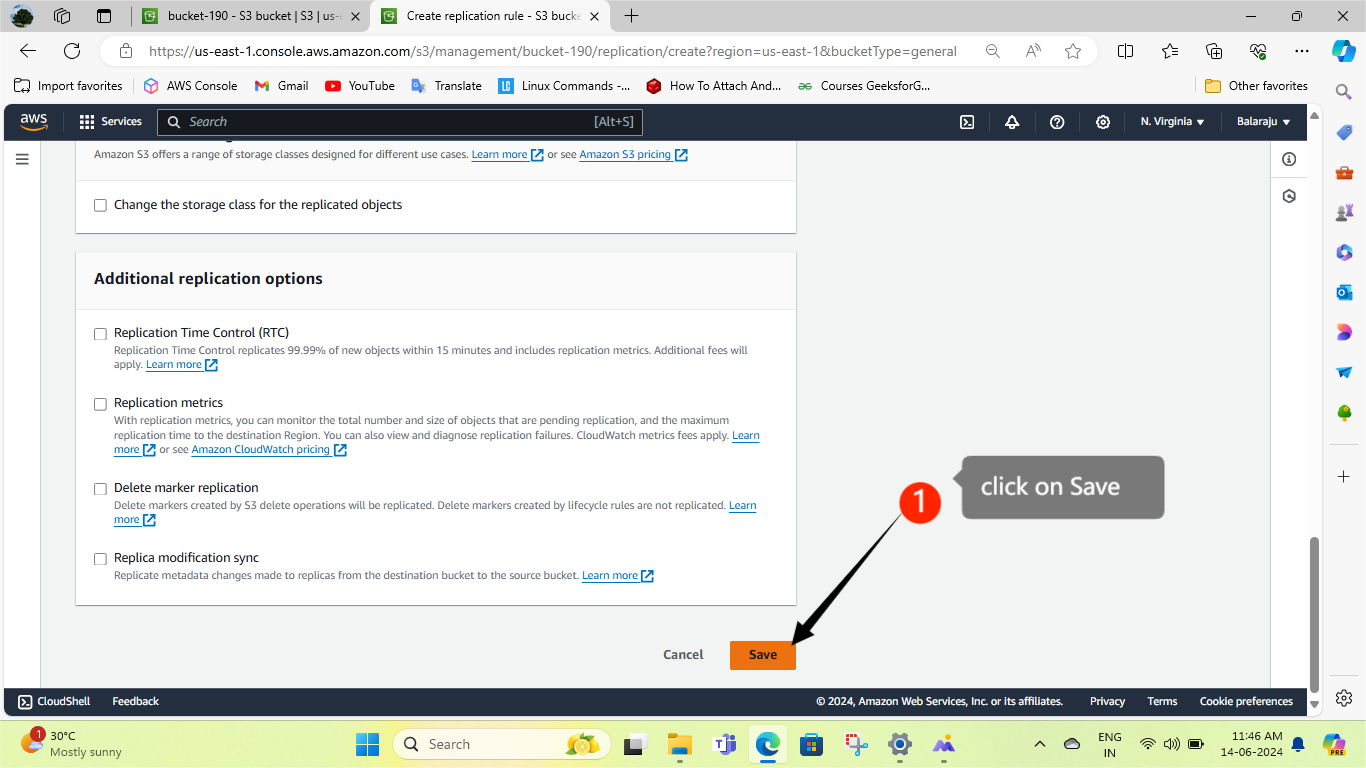 bucket-190 - S3 bucket | S3 | us-
Create replication rule - S3 bucke
https://us-east-1.console.aws.amazon.com/s3/management/bucket-190/replication/create?region=us-east-1&bucketType=general
Import favorites
AWS Console
Gmail
YouTube
Translate
LC
Linux Commands -...
How To Attach And...
Courses GeeksforG...
Other favorites
aws
Services
Search
[Alt+S]
N. Virginia
Balaraju
Amazon S3 offers a range of storage classes designed for different use cases. Learn more or see Amazon S3 pricing
Change the storage class for the replicated objects
Additional replication options
Replication Time Control (RTC)
Replication Time Control replicates 99.99% of new objects within 15 minutes and includes replication metrics. Additional fees will
apply. Learn more
Replication metrics
With replication metrics, you can monitor the total number and size of objects that are pending replication, and the maximum
replication time to the destination Region. You can also view and diagnose replication failures. CloudWatch metrics fees apply. Learn
more or see Amazon CloudWatch pricing
Delete marker replication
Delete markers created by S3 delete operations will be replicated. Delete markers created by lifecycle rules are not replicated. Learn
more
Replica modification sync
Replicate metadata changes made to replicas from the destination bucket to the source bucket. Learn more
1
click on Save
Cancel
Save
CloudShell
Feedback
© 2024, Amazon Web Services, Inc. or its affiliates.
Privacy
Terms
Cookie preferences
1
30°C
Mostly sunny
Search
ENG
IN
11:46 AM
14-06-2024
PRE